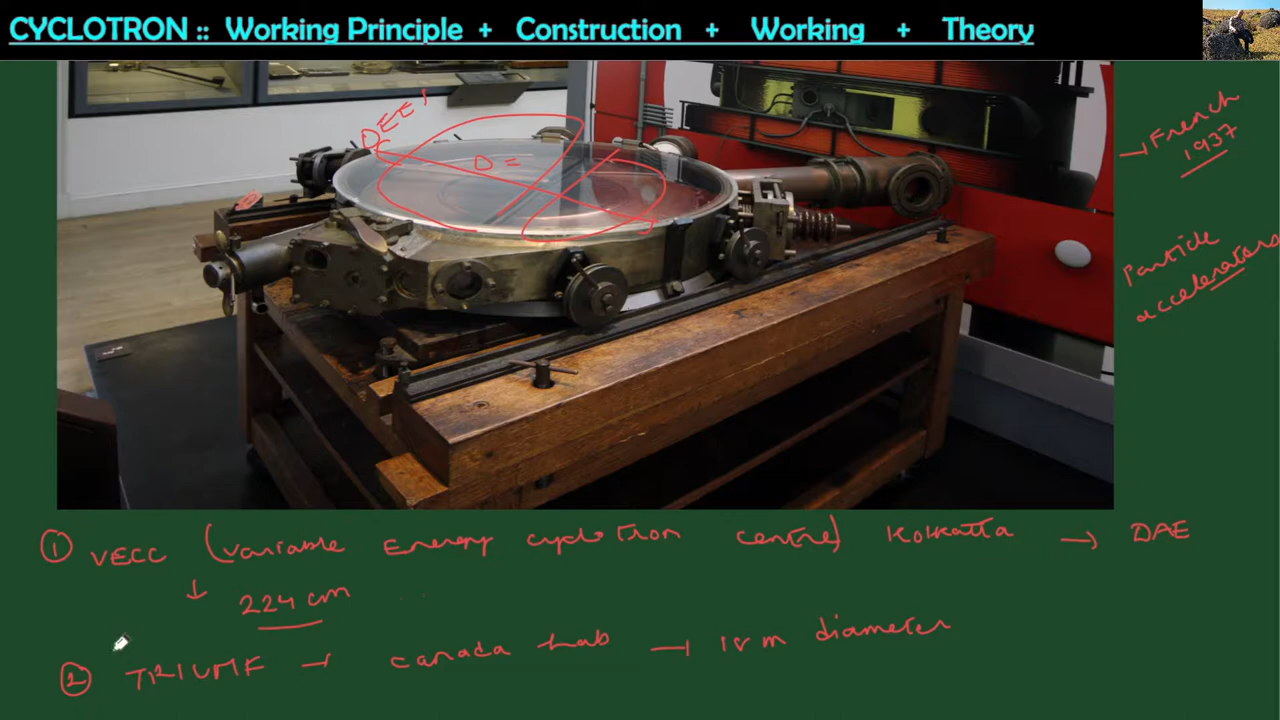 CYCLOTRON :: Working Principle + Construction + Working + Theory
DEE,
D =
→ French
1937
Particle
accelerators
① VECC (Variable Energy cyclotron centre) Kolkatta → DAE
↓ 224 cm
② TRIUMF → Canada Lab → 18 m diameter